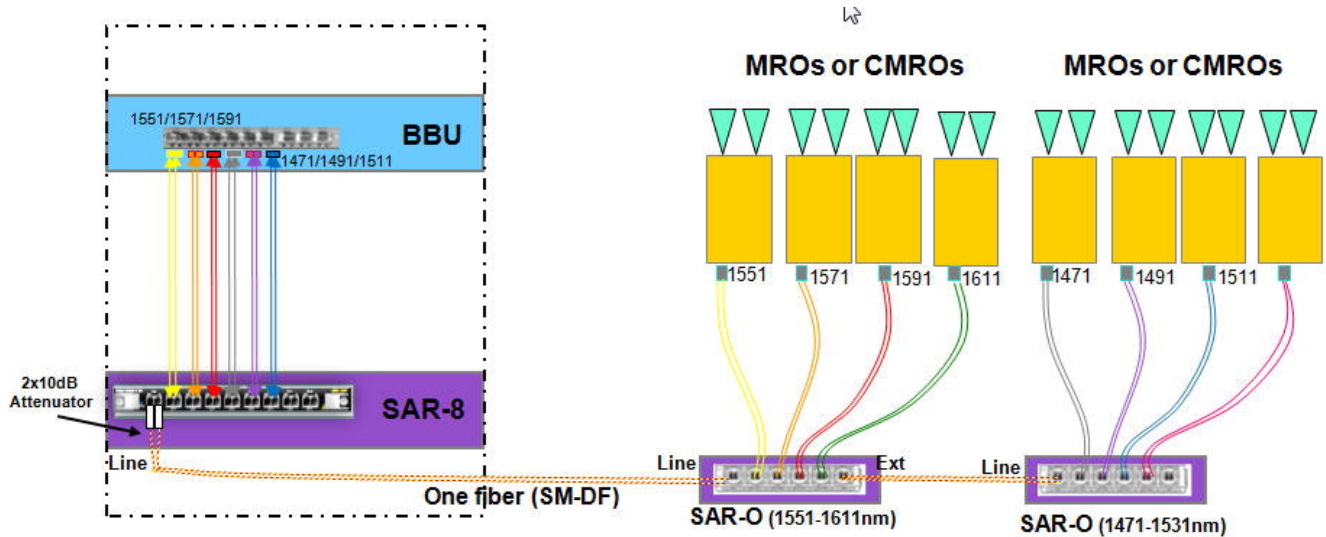 MROs or CMROs
MROs or CMROs
1551/1571/1591
BBU
1471/1491/1511
1551
1571
1591
1611
1471
1491
1511
2x10dB
Attenuator
SAR-8
Line
Line
Ext
Line
One fiber (SM-DF)
SAR-O (1551-1611nm)
SAR-O (1471-1531nm)